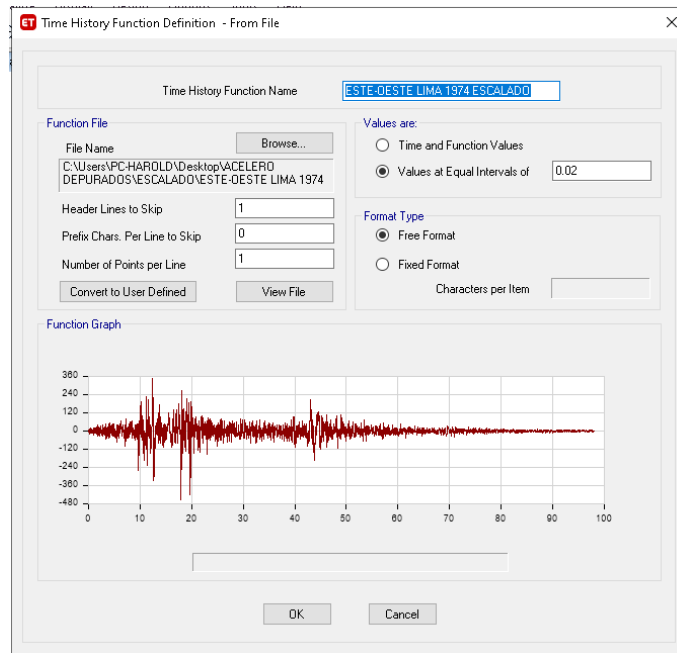 ET Time History Function Definition - From File
Time History Function Name ESTE-OESTE LIMA 1974 ESCALADO
Function File
File Name Browse...
C:\Users\PC-HAROLD\Desktop\ACELERO
DEPURADOS\ESCALADO\ESTE-OESTE LIMA 1974
Header Lines to Skip 1
Prefix Chars. Per Line to Skip 0
Number of Points per Line 1
Convert to User Defined View File
Values are:
Time and Function Values
Values at Equal Intervals of 0.02
Format Type
Free Format
Fixed Format
Characters per Item
Function Graph
360
240
120
0
-120
-240
-360
-480
0 10 20 30 40 50 60 70 80 90 100
OK Cancel